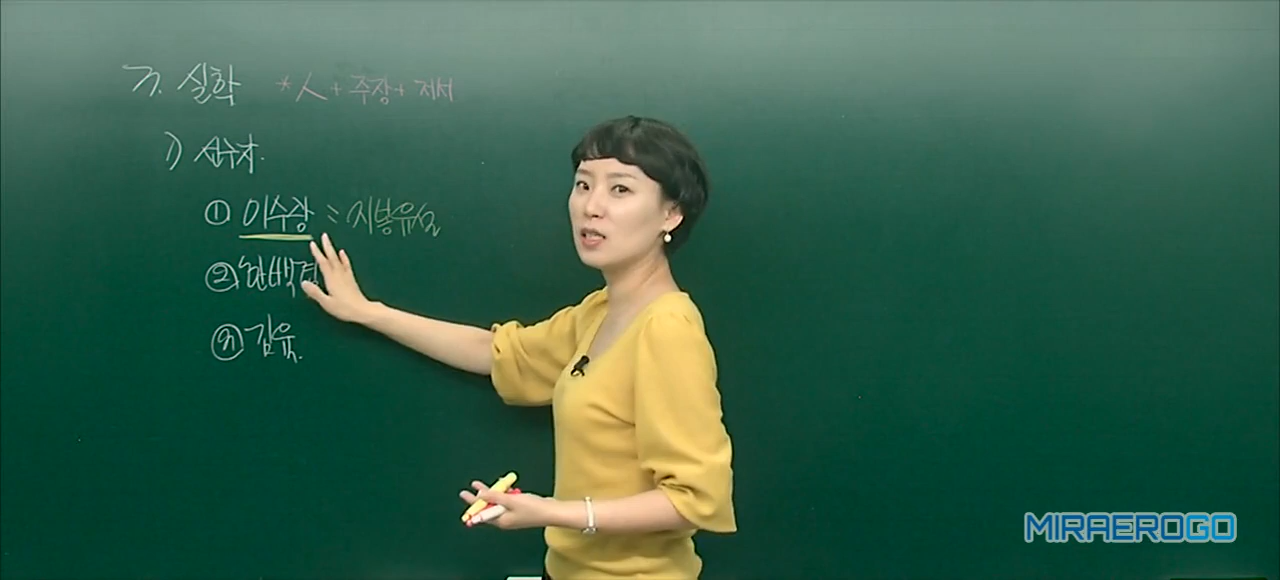 3. 실학 *人 + 주장 + 저서
1) 선구자.
① 이수광 : 지봉유설
② 한백겸
③ 김육.
MIRAEROGO